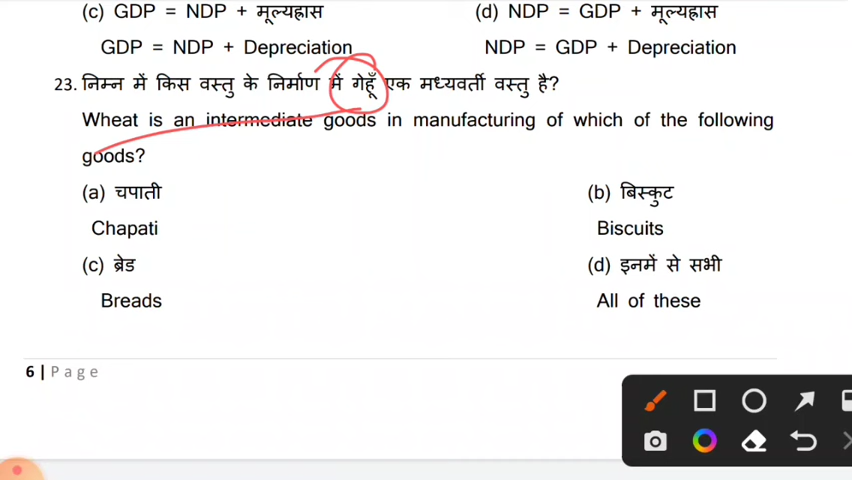 (c) GDP = NDP + मूल्यह्रास (d) NDP = GDP + मूल्यह्रास
GDP = NDP + Depreciation NDP = GDP + Depreciation
23. निम्न में किस वस्तु के निर्माण में गेहूँ एक मध्यवर्ती वस्तु है?
Wheat is an intermediate goods in manufacturing of which of the following
goods?
(a) चपाती (b) बिस्कुट
Chapati Biscuits
(c) ब्रेड (d) इनमें से सभी
Breads All of these
6 | Page